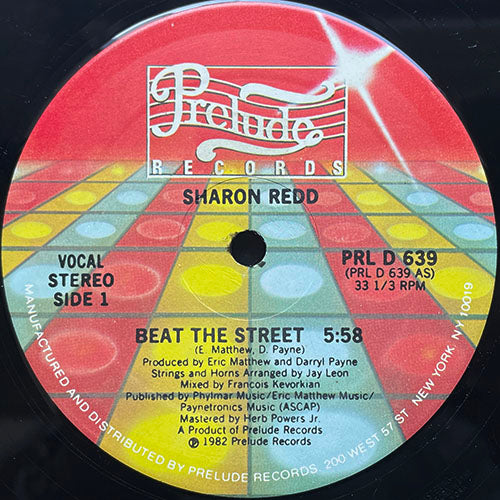 Prelude
RECORDS
SHARON REDD
VOCAL
STEREO
SIDE 1
PRL D 639
(PRL D 639 AS)
33 1/3 RPM
BEAT THE STREET 5:58
(E. Matthew, D. Payne)
Produced by Eric Matthew and Darryl Payne
Strings and Horns Arranged by Jay Leon
Mixed by Francois Kevorkian
Published by Phylmar Music/Eric Matthew Music/
Paynetronics Music (ASCAP)
Mastered by Herb Powers Jr.
A Product of Prelude Records
℗ 1982 Prelude Records
MANUFACTURED AND DISTRIBUTED BY PRELUDE RECORDS, 200 WEST 57 ST. NEW YORK, NY 10019